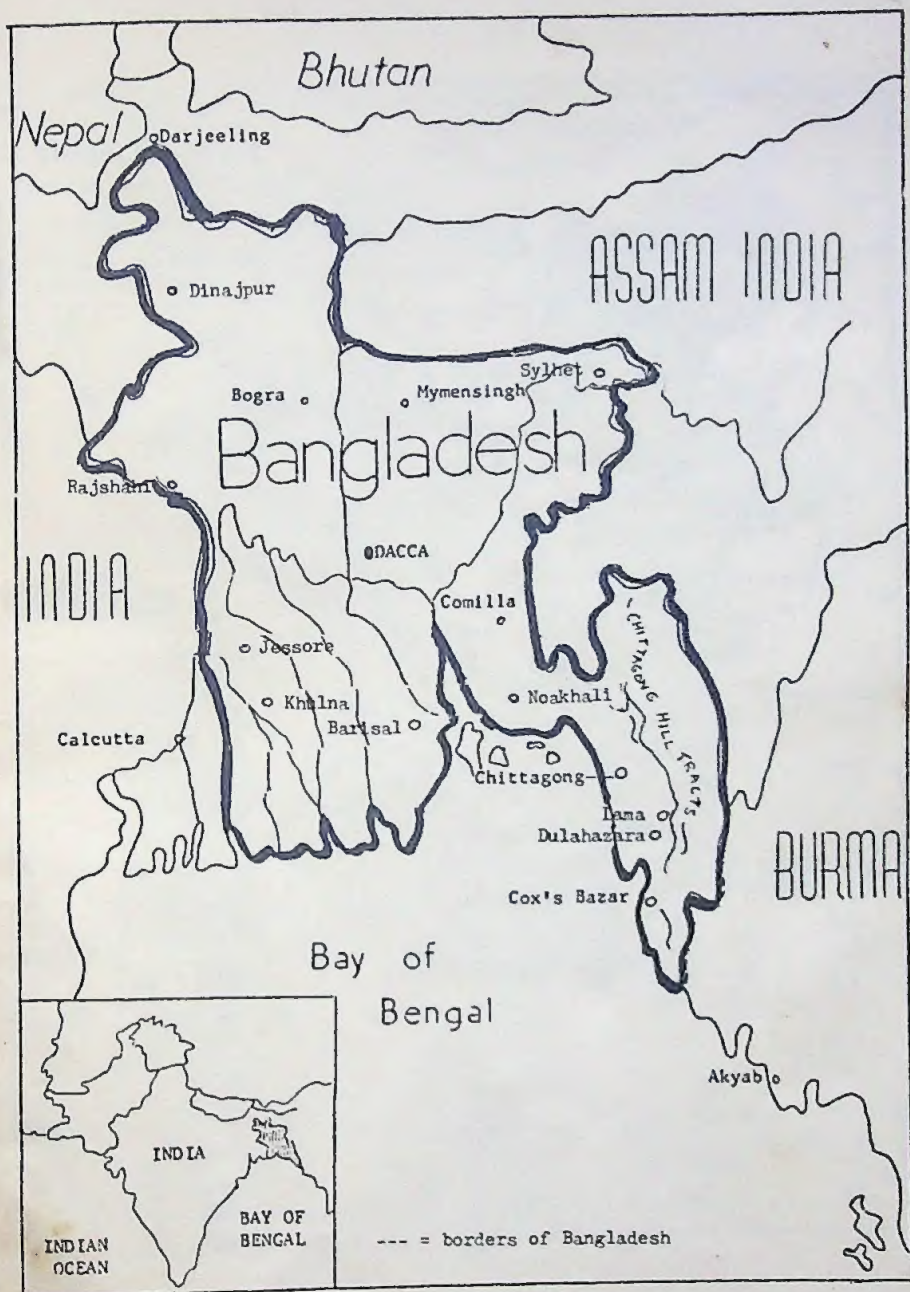 Bhutan
Nepal
Darjeeling
ASSAM INDIA
Dinajpur
Sylhet
Bogra
Mymensingh
Bangladesh
Rajshahi
DACCA
INDIA
Comilla
Jessore
CHITTAGONG HILL TRACTS
Noakhali
Khulna
Barisal
Calcutta
Chittagong
Lama
Dulahazara
BURMA
Cox's Bazar
Bay of
Bengal
Akyab
INDIA
BAY OF
BENGAL
INDIAN
OCEAN
--- = borders of Bangladesh